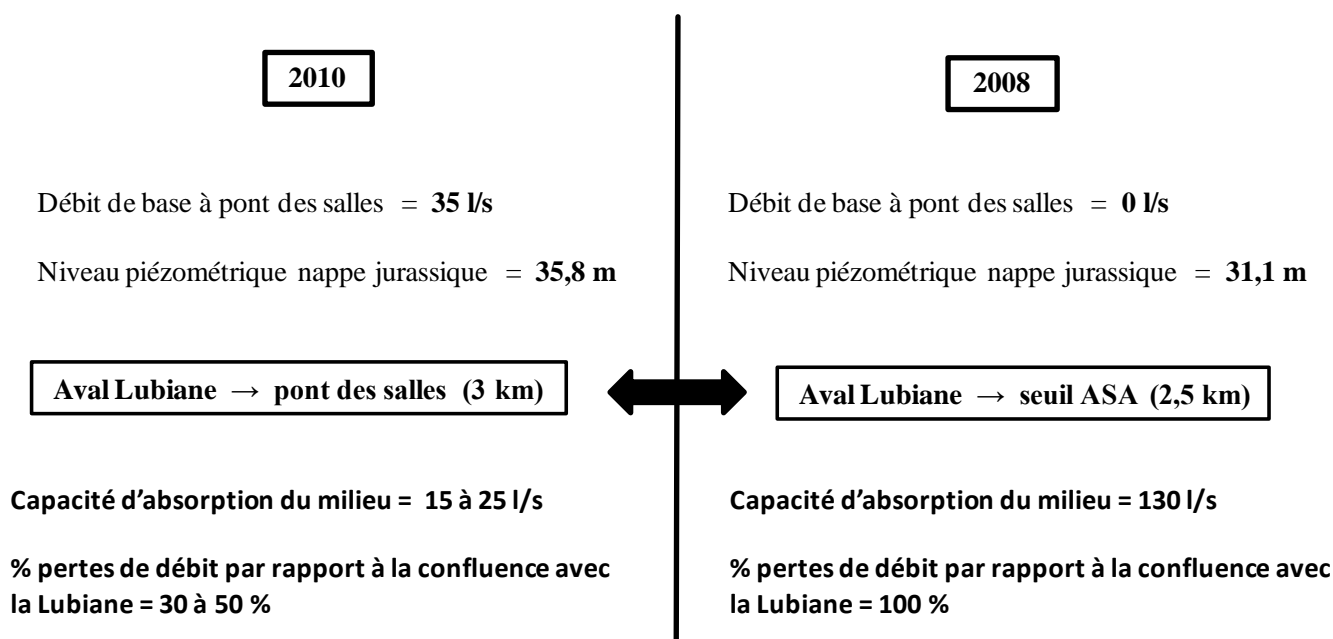 2010
Débit de base à pont des salles = 35 l/s
Niveau piézométrique nappe jurassique = 35,8 m
Aval Lubiane → pont des salles (3 km)
Capacité d'absorption du milieu = 15 à 25 l/s
% pertes de débit par rapport à la confluence avec
la Lubiane = 30 à 50 %
2008
Débit de base à pont des salles = 0 l/s
Niveau piézométrique nappe jurassique = 31,1 m
Aval Lubiane → seuil ASA (2,5 km)
Capacité d'absorption du milieu = 130 l/s
% pertes de débit par rapport à la confluence avec
la Lubiane = 100 %